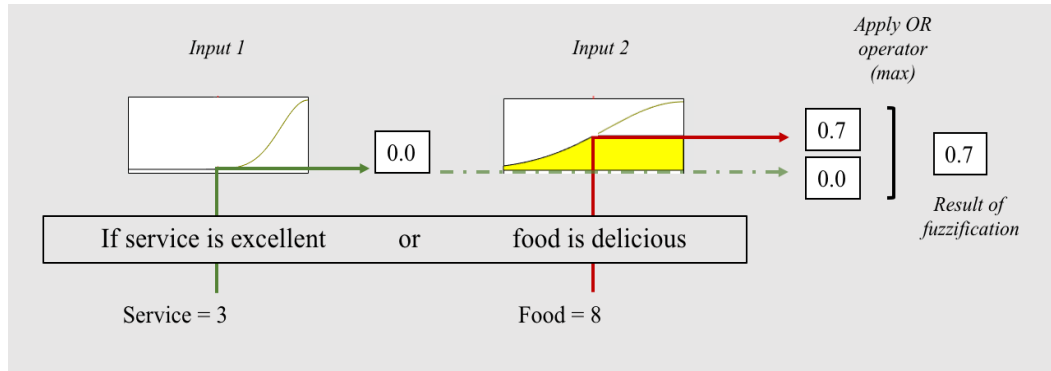 Input 1
Input 2
Apply OR
operator
(max)
0.0
0.7
0.0
0.7
Result of
fuzzification
If service is excellent or food is delicious
Service = 3
Food = 8